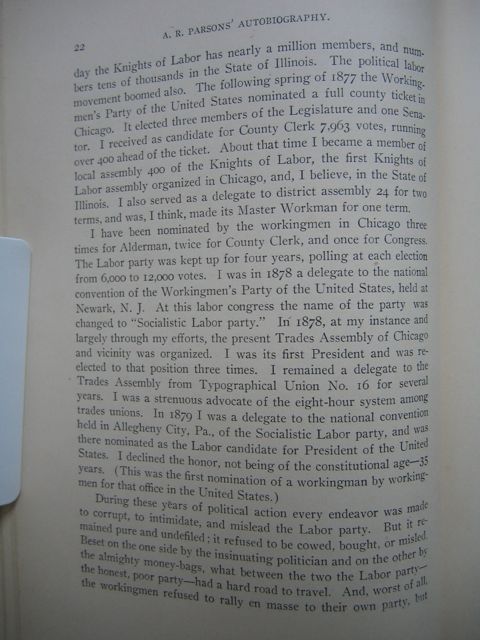 22
A. R. PARSONS' AUTOBIOGRAPHY.
day the Knights of Labor has nearly a million members, and num-
bers tens of thousands in the State of Illinois. The political labor
movement boomed also. The following spring of 1877 the Working-
men's Party of the United States nominated a full county ticket in
Chicago. It elected three members of the Legislature and one Sena-
tor. I received as candidate for County Clerk 7,963 votes, running
over 400 ahead of the ticket. About that time I became a member of
local assembly 400 of the Knights of Labor, the first Knights of
Labor assembly organized in Chicago, and, I believe, in the State of
Illinois. I also served as a delegate to district assembly 24 for two
terms, and was, I think, made its Master Workman for one term.
I have been nominated by the workingmen in Chicago three
times for Alderman, twice for County Clerk, and once for Congress.
The Labor party was kept up for four years, polling at each election
from 6,000 to 12,000 votes. I was in 1878 a delegate to the national
convention of the Workingmen's Party of the United States, held at
Newark, N. J. At this labor congress the name of the party was
changed to "Socialistic Labor party." In 1878, at my instance and
largely through my efforts, the present Trades Assembly of Chicago
and vicinity was organized. I was its first President and was re-
elected to that position three times. I remained a delegate to the
Trades Assembly from Typographical Union No. 16 for several
years. I was a strenuous advocate of the eight-hour system among
trades unions. In 1879 I was a delegate to the national convention
held in Allegheny City, Pa., of the Socialistic Labor party, and was
there nominated as the Labor candidate for President of the United
States. I declined the honor, not being of the constitutional age—35
years. (This was the first nomination of a workingman by working-
men for that office in the United States.)
During these years of political action every endeavor was made
to corrupt, to intimidate, and mislead the Labor party. But it re-
mained pure and undefiled; it refused to be cowed, bought, or misled.
Beset on the one side by the insinuating politician and on the other by
the almighty money-bags, what between the two the Labor party—
the honest, poor party—had a hard road to travel. And, worst of all,
the workingmen refused to rally en masse to their own party, but